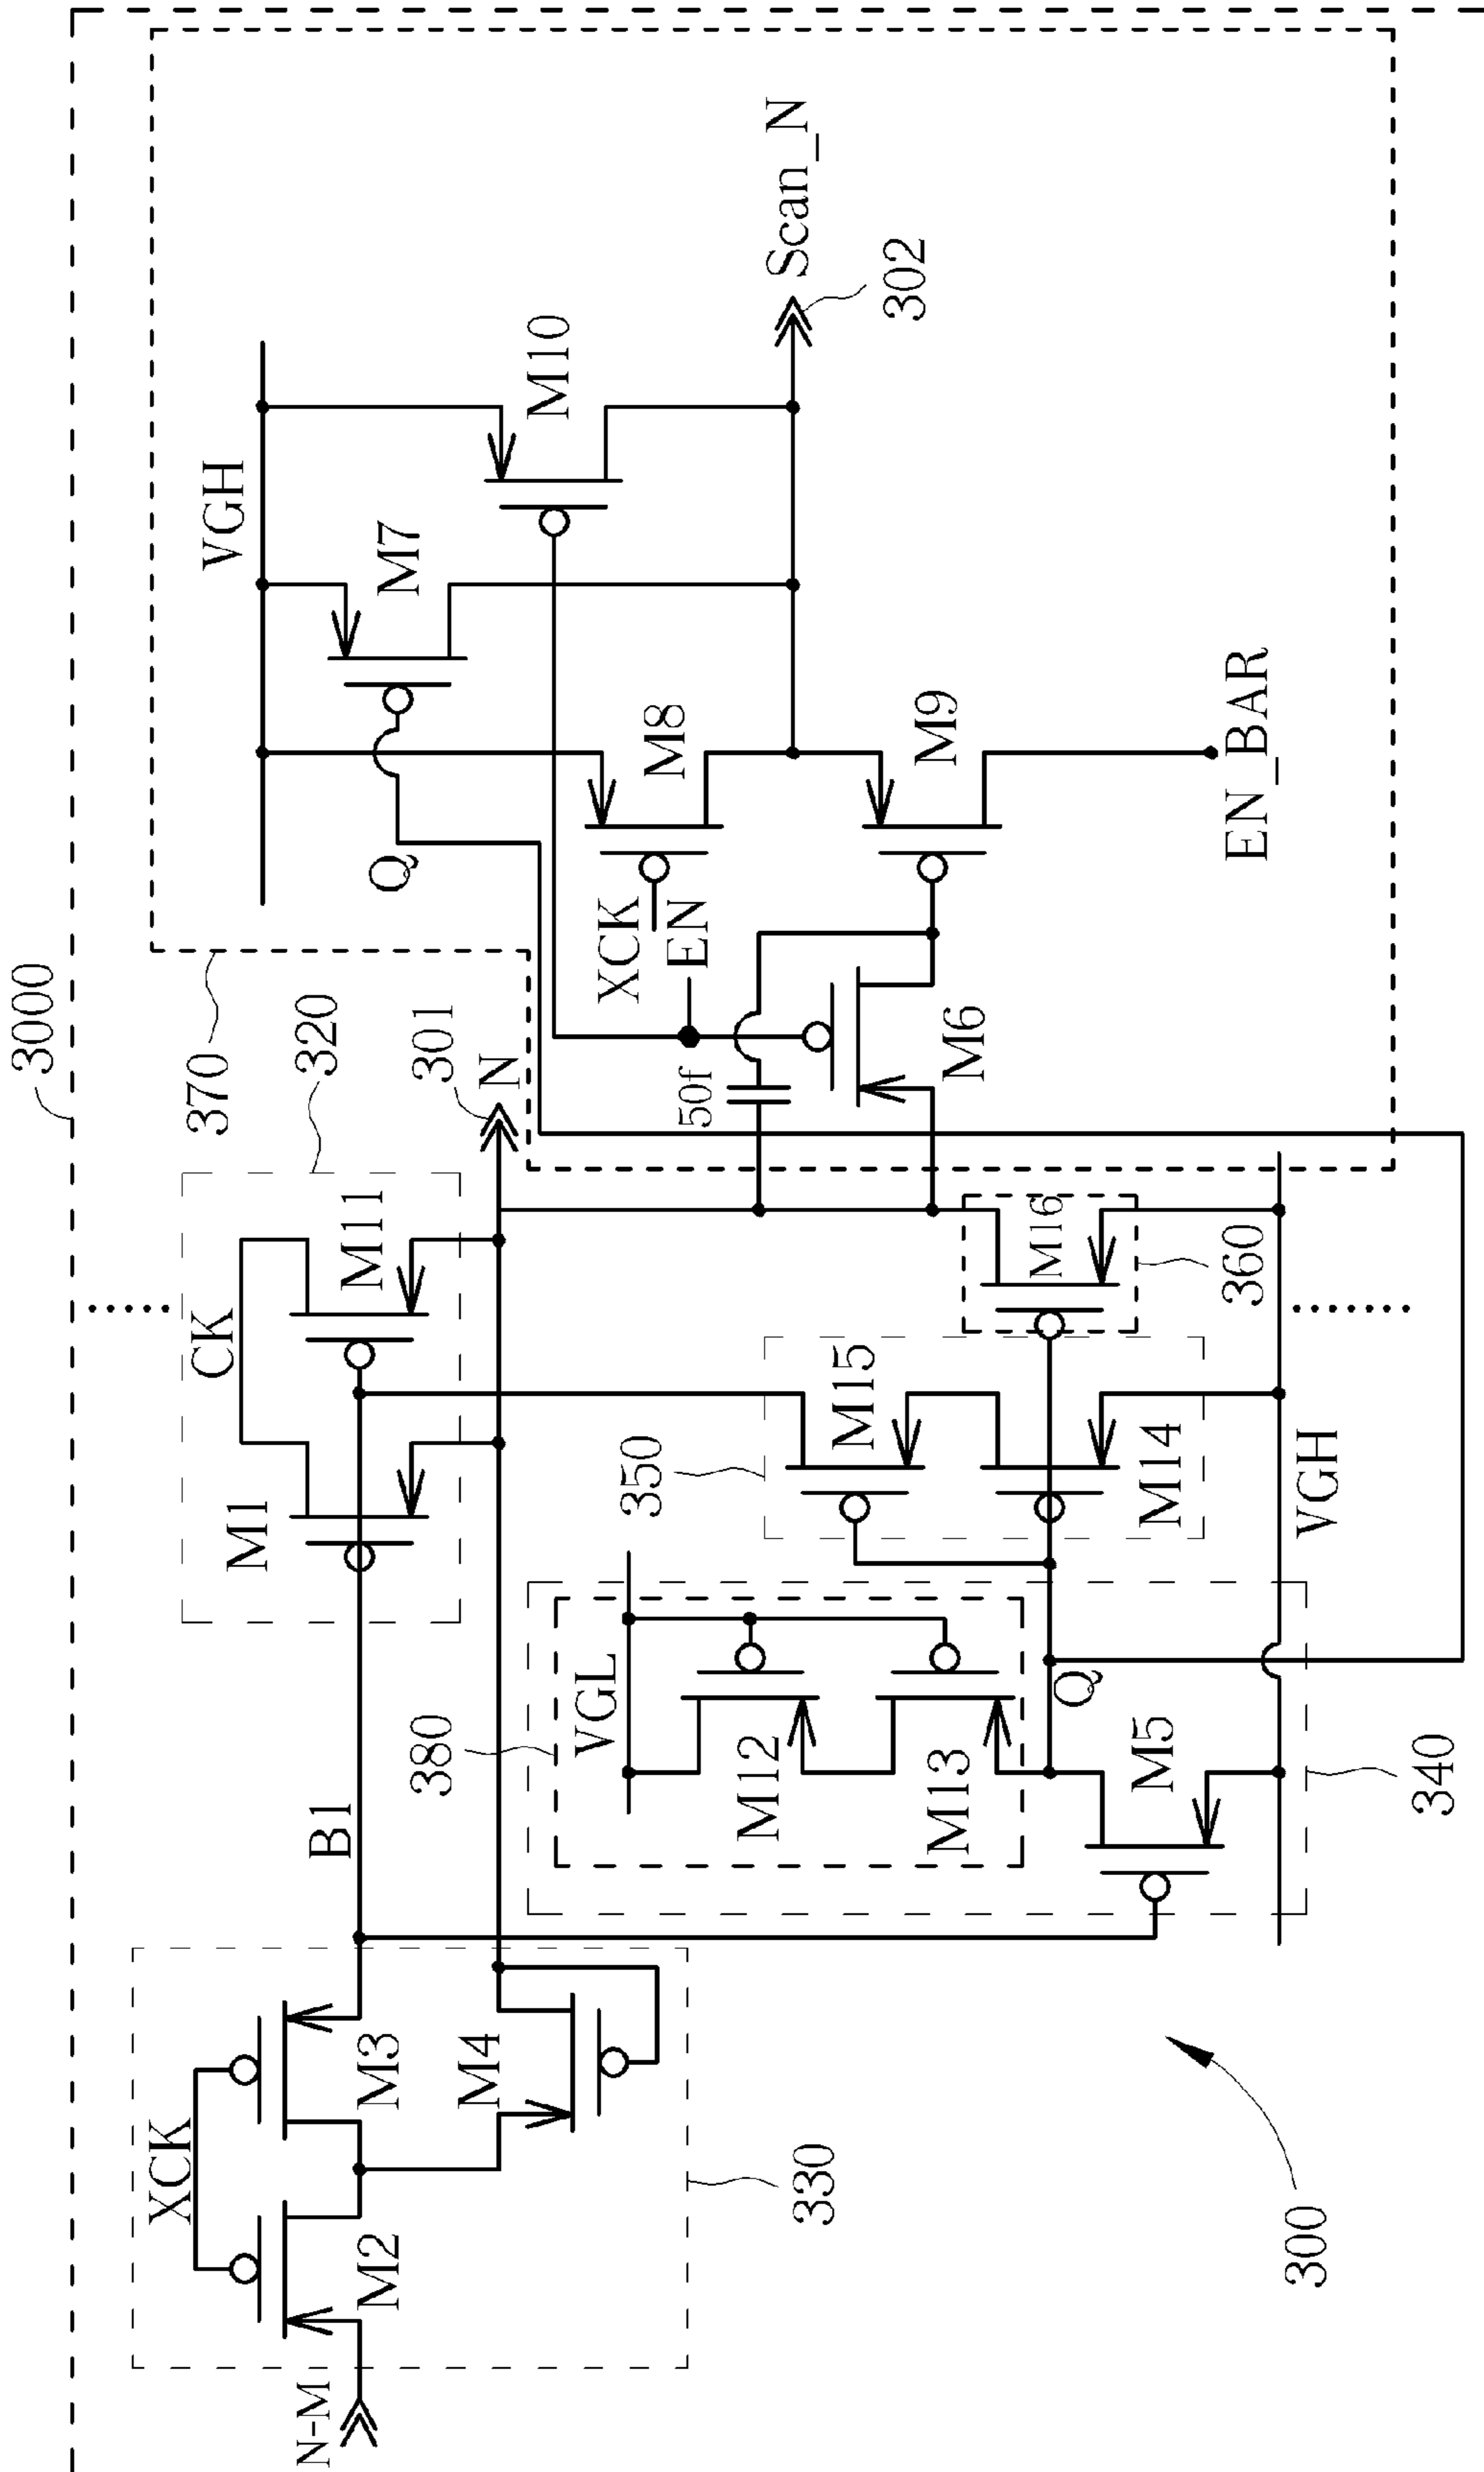 3000
370
320
301
N
VGH
M7
M10
Scan_N
302
Q
XCK
EN
M8
M9
EN_BAR
50f
M6
CK
M11
M1
B1
M16
360
M15
350
M14
VGH
VGL
380
M12
M13
Q
M5
340
XCK
M3
M2
M4
N-M
330
300